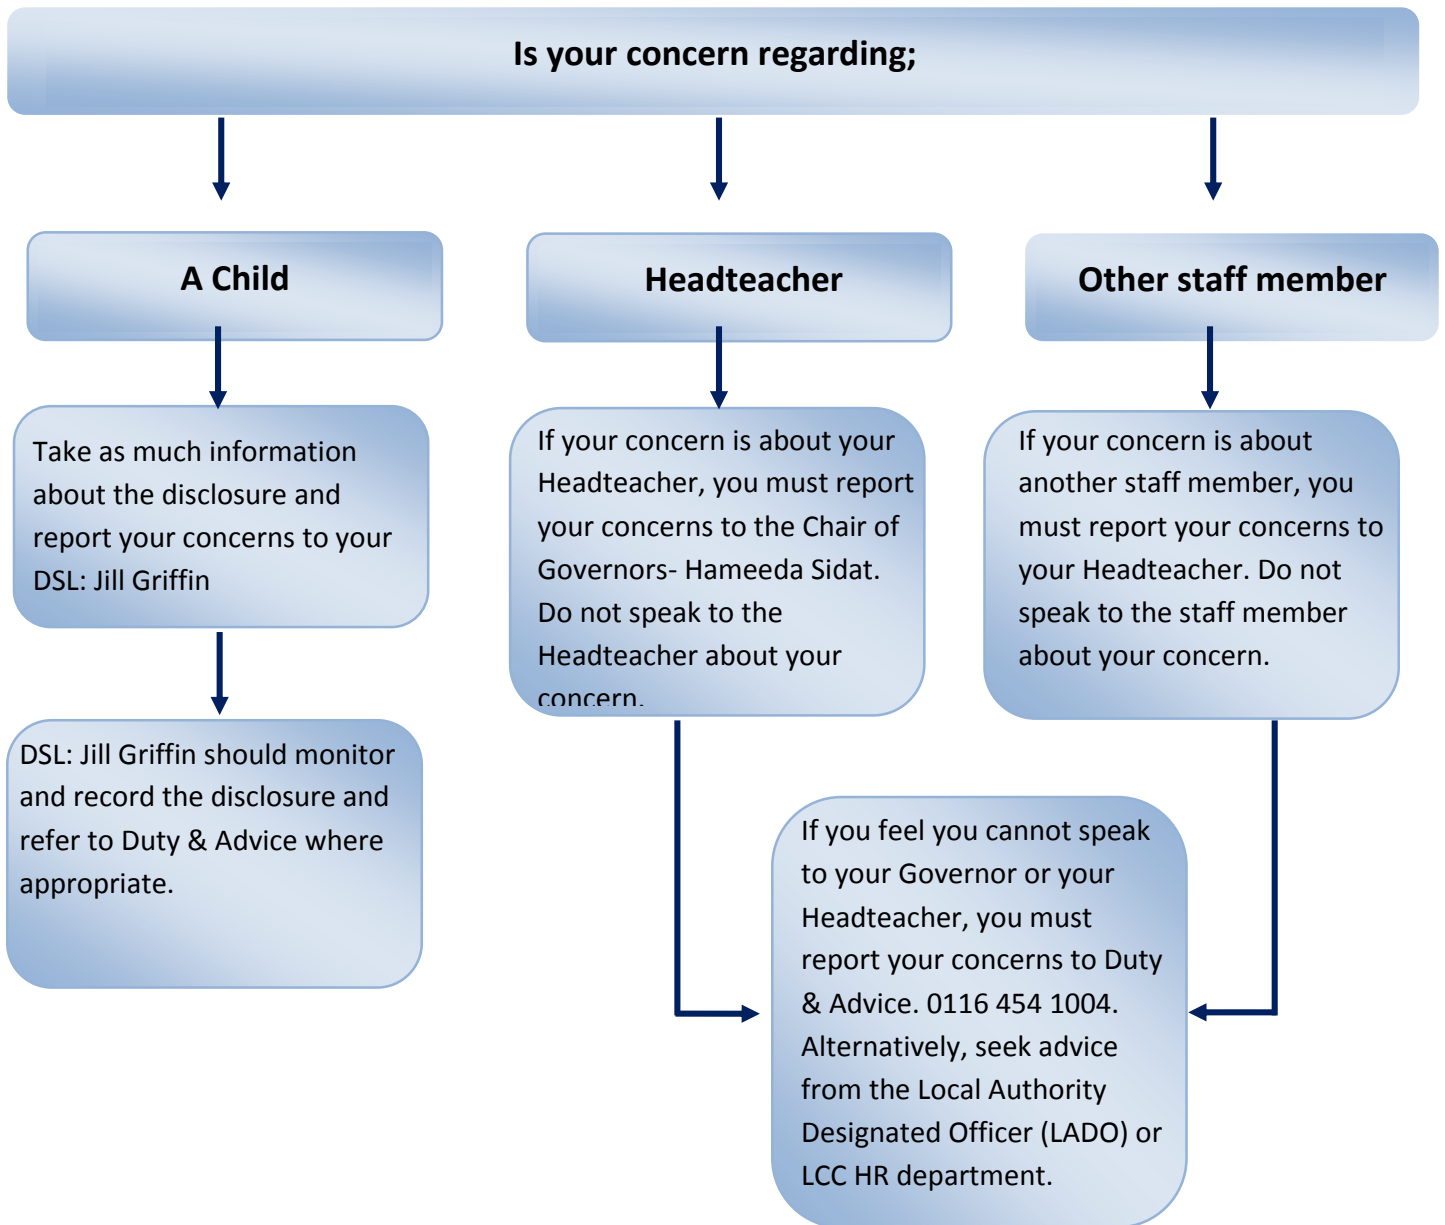 Is your concern regarding;
A Child
Headteacher
Other staff member
Take as much information
about the disclosure and
report your concerns to your
DSL: Jill Griffin
If your concern is about your
Headteacher, you must report
your concerns to the Chair of
Governors- Hameeda Sidat.
Do not speak to the
Headteacher about your
concern.
If your concern is about
another staff member, you
must report your concerns to
your Headteacher. Do not
speak to the staff member
about your concern.
DSL: Jill Griffin should monitor
and record the disclosure and
refer to Duty & Advice where
appropriate.
If you feel you cannot speak
to your Governor or your
Headteacher, you must
report your concerns to Duty
& Advice. 0116 454 1004.
Alternatively, seek advice
from the Local Authority
Designated Officer (LADO) or
LCC HR department.